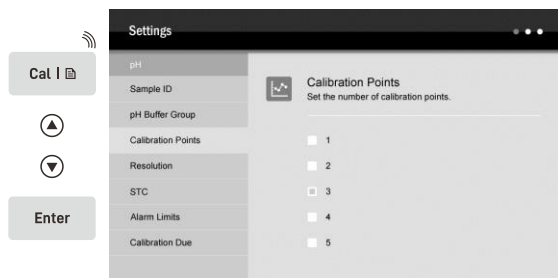 Settings
Cal |
Enter
pH
Sample ID
pH Buffer Group
Calibration Points
Resolution
STC
Alarm Limits
Calibration Due
Calibration Points
Set the number of calibration points.
1
2
3
4
5